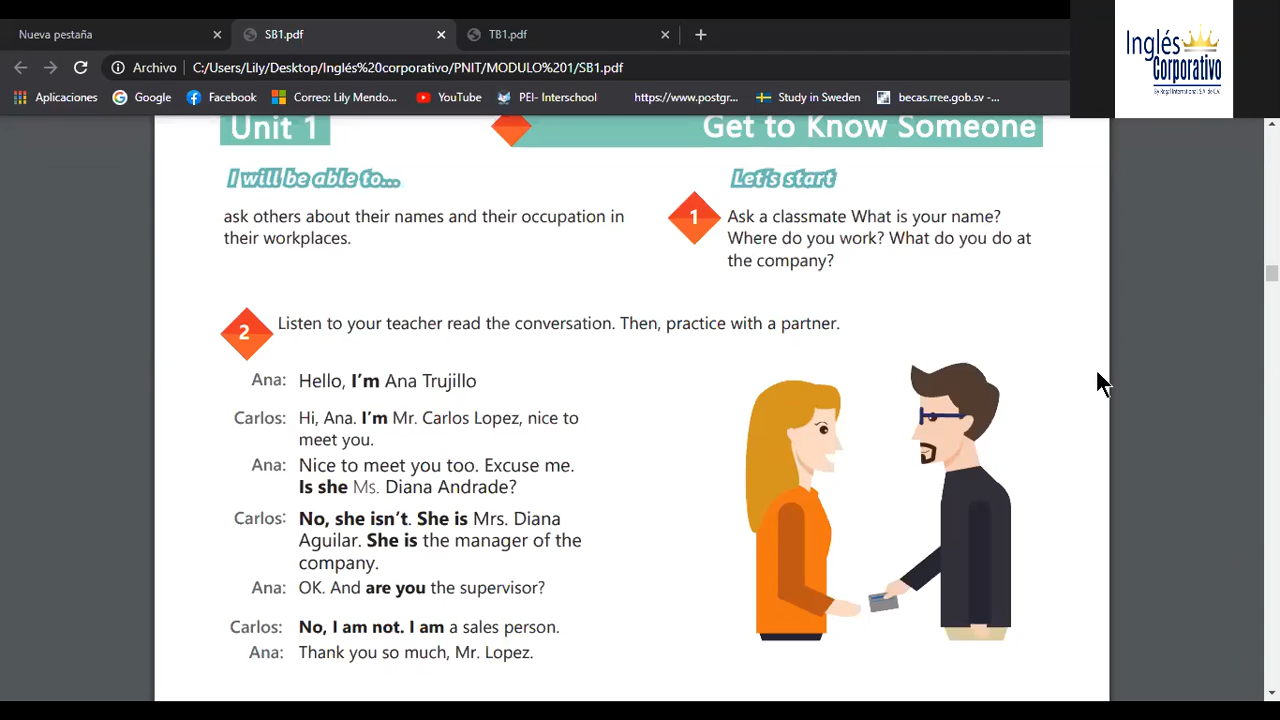 Nueva pestaña
SB1.pdf
TB1.pdf
Archivo
C:/Users/Lily/Desktop/Inglés%20corporativo/PNIT/MODULO%201/SB1.pdf
Aplicaciones
Google
Facebook
Correo: Lily Mendo...
YouTube
PEI- Interschool
https://www.postgr...
Study in Sweden
becas.rree.gob.sv -...
Inglés
Corporativo
By Regal International S.A. de C.V.
Unit 1
Get to Know Someone
I will be able to...
ask others about their names and their occupation in
their workplaces.
Let's start
1
Ask a classmate What is your name?
Where do you work? What do you do at
the company?
2
Listen to your teacher read the conversation. Then, practice with a partner.
Ana: Hello, I'm Ana Trujillo
Carlos: Hi, Ana. I'm Mr. Carlos Lopez, nice to
meet you.
Ana: Nice to meet you too. Excuse me.
Is she Ms. Diana Andrade?
Carlos: No, she isn't. She is Mrs. Diana
Aguilar. She is the manager of the
company.
Ana: OK. And are you the supervisor?
Carlos: No, I am not. I am a sales person.
Ana: Thank you so much, Mr. Lopez.